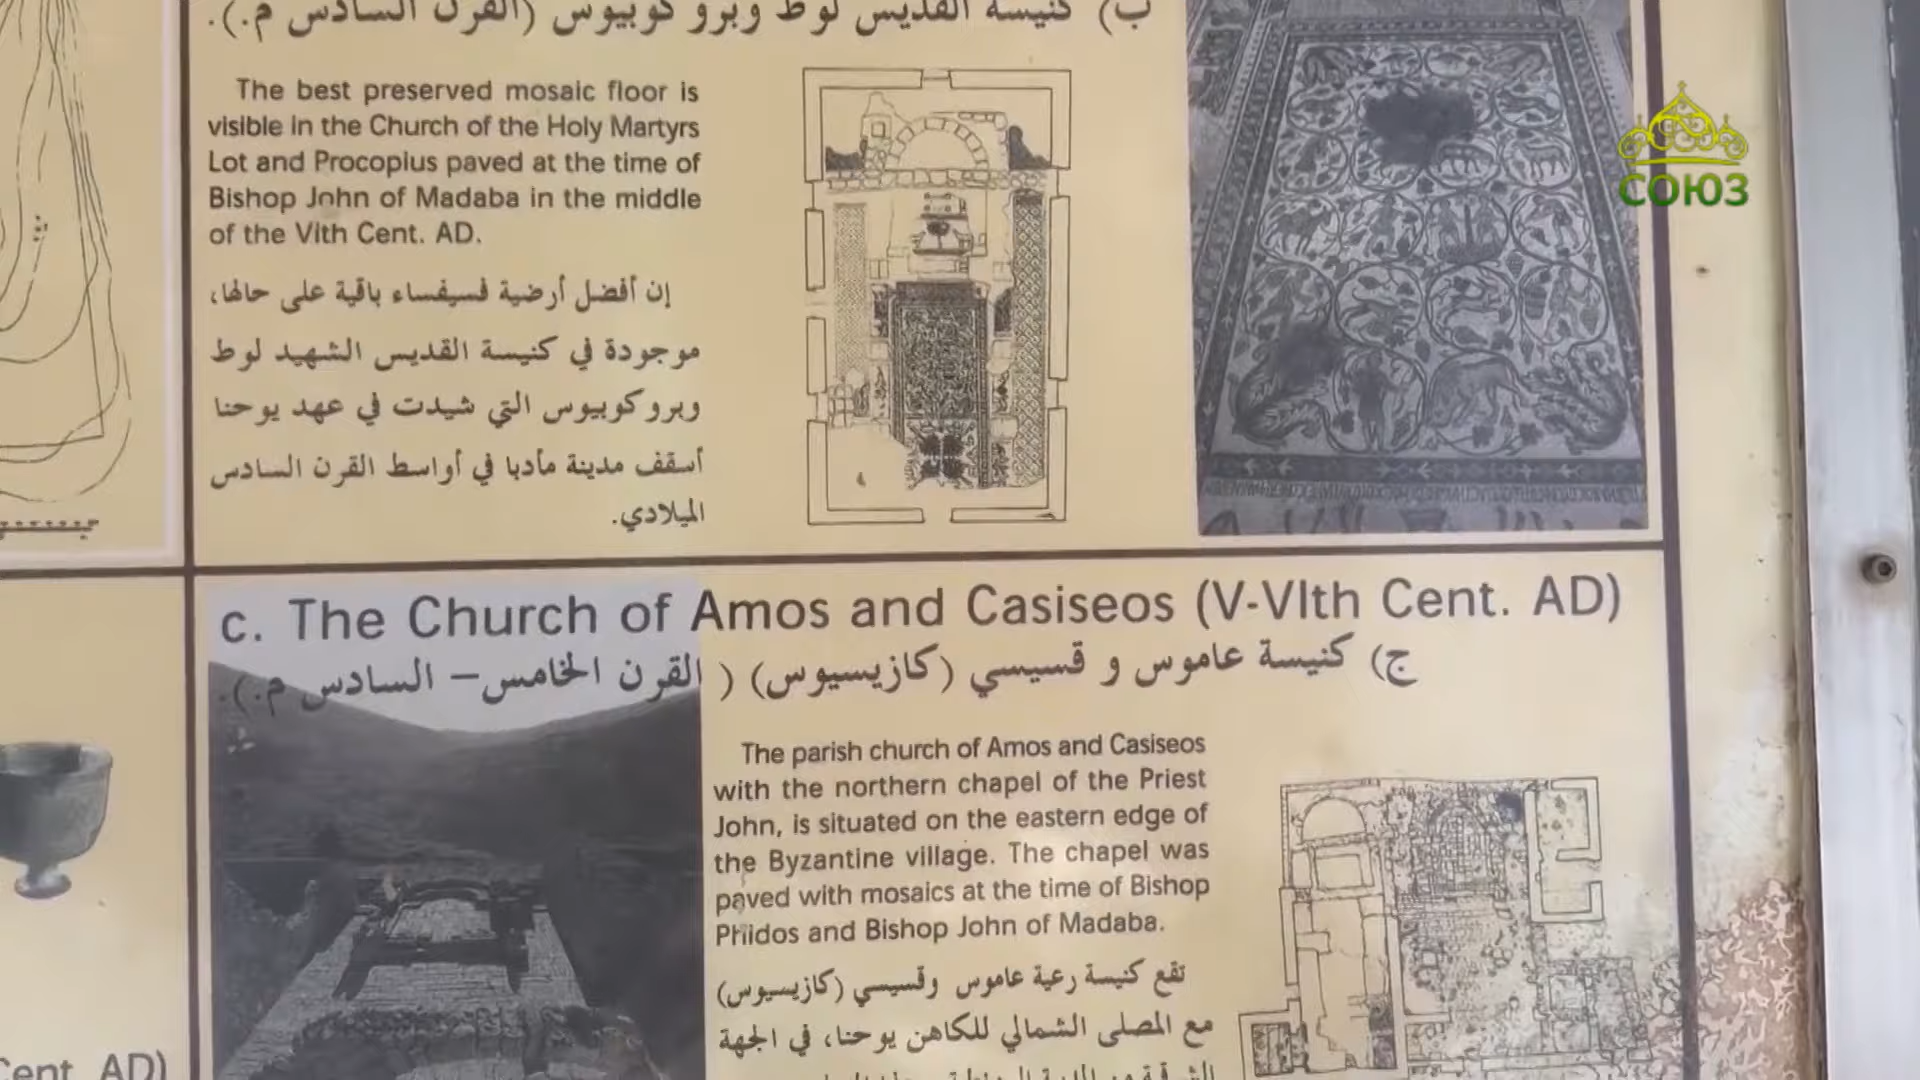 ب) كنيسة القديس لوط وبرو كوبيوس (القرن السادس م.).
The best preserved mosaic floor is
visible in the Church of the Holy Martyrs
Lot and Procopius paved at the time of
Bishop John of Madaba in the middle
of the VIth Cent. AD.
إن أفضل أرضية فسيفساء باقية على حالها،
موجودة في كنيسة القديس الشهيد لوط
وبرو كوبيوس التي شيدت في عهد يوحنا
أسقف مدينة مأدبا في أواسط القرن السادس
الميلادي.
СОЮЗ
c. The Church of Amos and Casiseos (V-VIth Cent. AD)
ج) كنيسة عاموس و قسيسي (كازيسيوس) ( القرن الخامس – السادس م.).
The parish church of Amos and Casiseos
with the northern chapel of the Priest
John, is situated on the eastern edge of
the Byzantine village. The chapel was
paved with mosaics at the time of Bishop
Phidos and Bishop John of Madaba.
تقع كنيسة رعية عاموس وقسيسي (كازيسيوس)
مع المصلى الشمالي للكاهن يوحنا، في الجهة
Cent. AD)